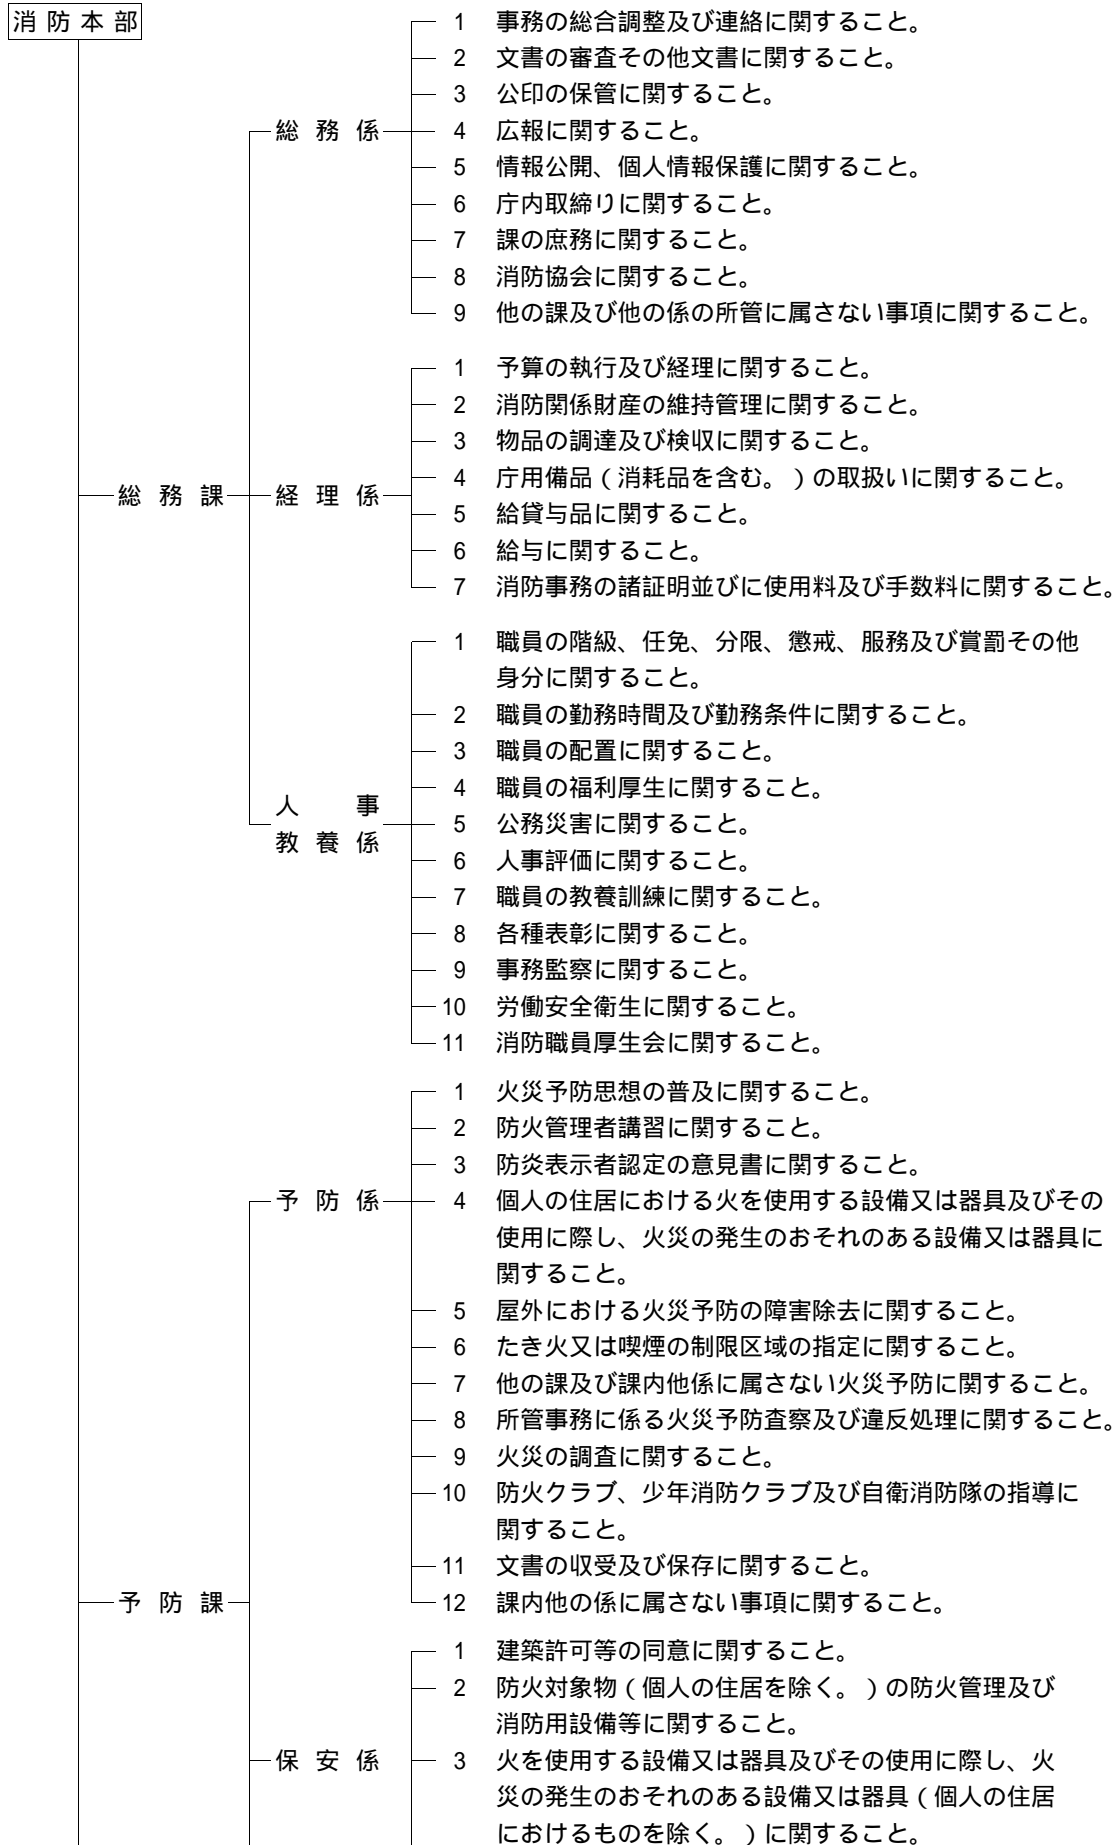 消防本部
総務課
総務係
1 事務の総合調整及び連絡に関すること。
2 文書の審査その他文書に関すること。
3 公印の保管に関すること。
4 広報に関すること。
5 情報公開、個人情報保護に関すること。
6 庁内取締りに関すること。
7 課の庶務に関すること。
8 消防協会に関すること。
9 他の課及び他の係の所管に属さない事項に関すること。
経理係
1 予算の執行及び経理に関すること。
2 消防関係財産の維持管理に関すること。
3 物品の調達及び検収に関すること。
4 庁用備品(消耗品を含む。)の取扱いに関すること。
5 給貸与品に関すること。
6 給与に関すること。
7 消防事務の諸証明並びに使用料及び手数料に関すること。
人事
教養係
1 職員の階級、任免、分限、懲戒、服務及び賞罰その他
身分に関すること。
2 職員の勤務時間及び勤務条件に関すること。
3 職員の配置に関すること。
4 職員の福利厚生に関すること。
5 公務災害に関すること。
6 人事評価に関すること。
7 職員の教養訓練に関すること。
8 各種表彰に関すること。
9 事務監察に関すること。
10 労働安全衛生に関すること。
11 消防職員厚生会に関すること。
予防課
予防係
1 火災予防思想の普及に関すること。
2 防火管理者講習に関すること。
3 防炎表示者認定の意見書に関すること。
4 個人の住居における火を使用する設備又は器具及びその
使用に際し、火災の発生のおそれのある設備又は器具に
関すること。
5 屋外における火災予防の障害除去に関すること。
6 たき火又は喫煙の制限区域の指定に関すること。
7 他の課及び課内他係に属さない火災予防に関すること。
8 所管事務に係る火災予防査察及び違反処理に関すること。
9 火災の調査に関すること。
10 防火クラブ、少年消防クラブ及び自衛消防隊の指導に
関すること。
11 文書の収受及び保存に関すること。
12 課内他の係に属さない事項に関すること。
保安係
1 建築許可等の同意に関すること。
2 防火対象物(個人の住居を除く。)の防火管理及び
消防用設備等に関すること。
3 火を使用する設備又は器具及びその使用に際し、火
災の発生のおそれのある設備又は器具(個人の住居
におけるものを除く。)に関すること。